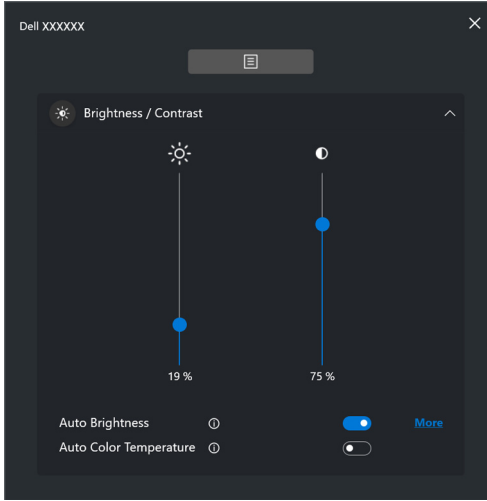 Dell XXXXXX
Brightness / Contrast
19 % 75 %
Auto Brightness More
Auto Color Temperature